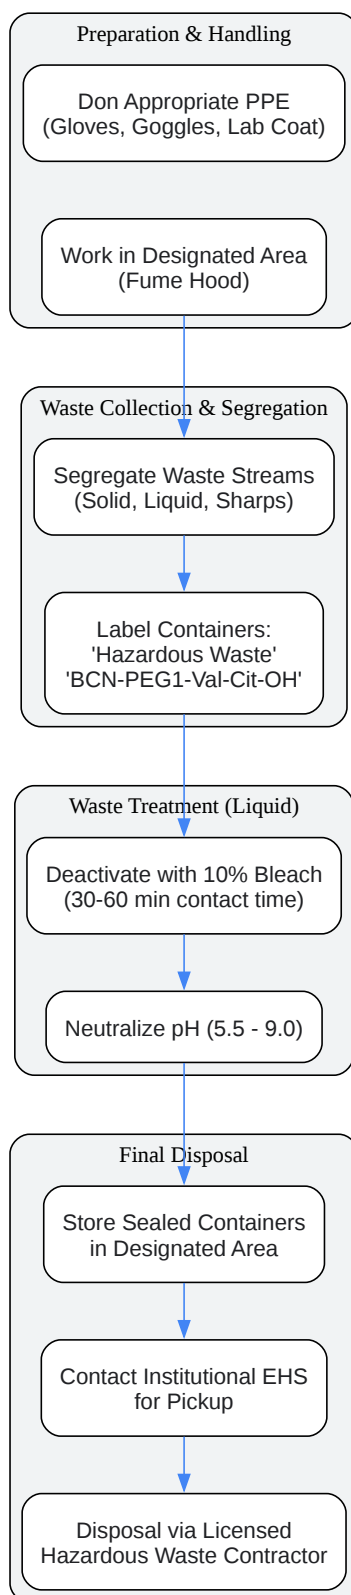 Preparation & Handling
Don Appropriate PPE
(Gloves, Goggles, Lab Coat)
Work in Designated Area
(Fume Hood)
Waste Collection & Segregation
Segregate Waste Streams
(Solid, Liquid, Sharps)
Label Containers:
'Hazardous Waste'
'BCN-PEG1-Val-Cit-OH'
Waste Treatment (Liquid)
Deactivate with 10% Bleach
(30-60 min contact time)
Neutralize pH (5.5 - 9.0)
Final Disposal
Store Sealed Containers
in Designated Area
Contact Institutional EHS
for Pickup
Disposal via Licensed
Hazardous Waste Contractor